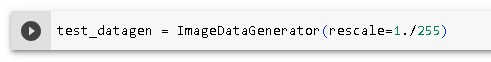 test_datagen = ImageDataGenerator(rescale=1./255)